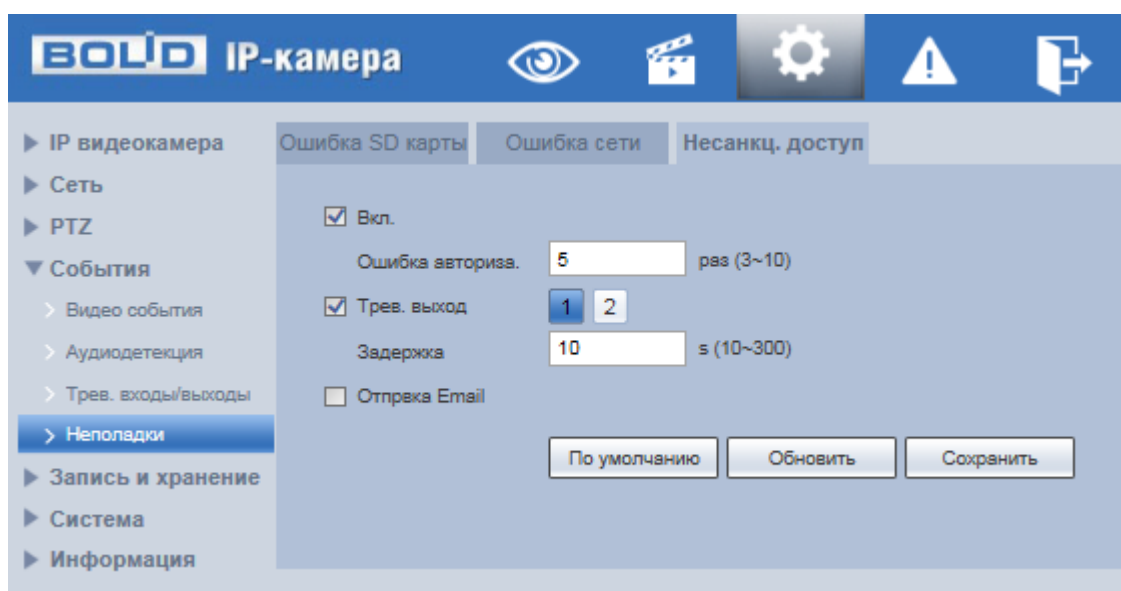 BOLID IP-камера
IP видеокамера
Сеть
PTZ
События
Видео события
Аудиодетекция
Трев. входы/выходы
Неполадки
Запись и хранение
Система
Информация
Ошибка SD карты Ошибка сети Несанкц. доступ
Вкл.
Ошибка авториза. 5 раз (3~10)
Трев. выход 1 2
Задержка 10 s (10~300)
Отпрвка Email
По умолчанию Обновить Сохранить